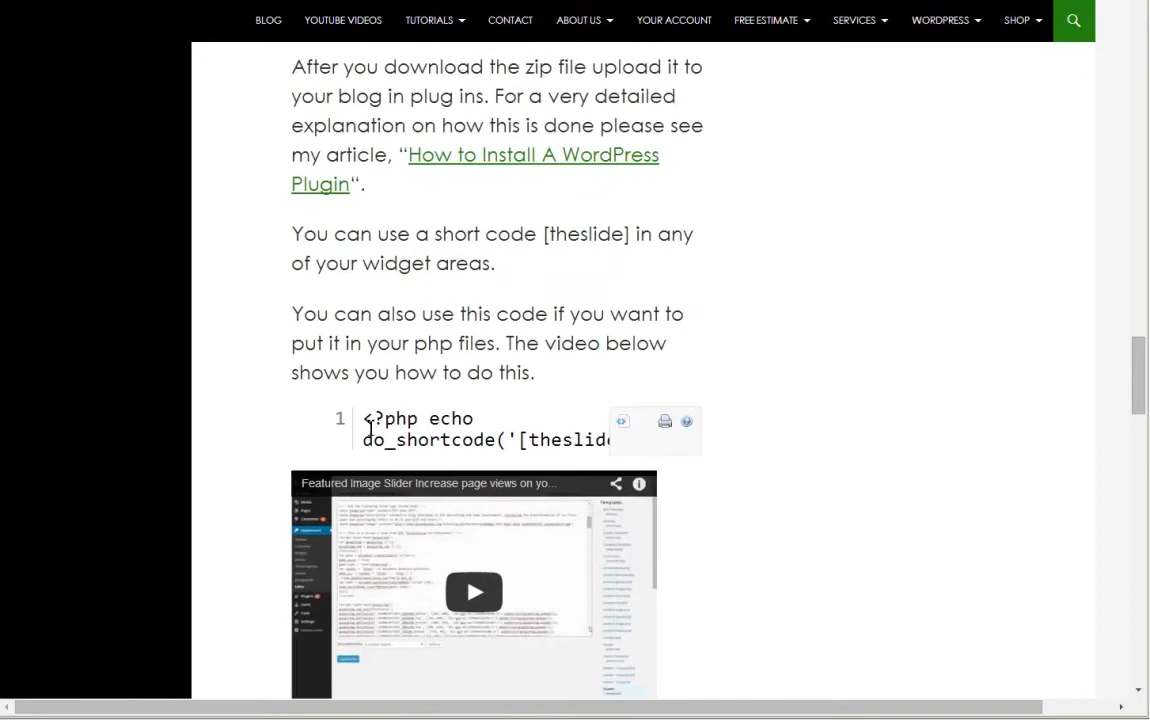 BLOG YOUTUBE VIDEOS TUTORIALS CONTACT ABOUT US YOUR ACCOUNT FREE ESTIMATE SERVICES WORDPRESS SHOP
After you download the zip file upload it to
your blog in plug ins. For a very detailed
explanation on how this is done please see
my article, “How to Install A WordPress
Plugin“.
You can use a short code [theslide] in any
of your widget areas.
You can also use this code if you want to
put it in your php files. The video below
shows you how to do this.
1 <?php echo
do_shortcode('[theslide
Featured Image Slider Increase page views on yo...